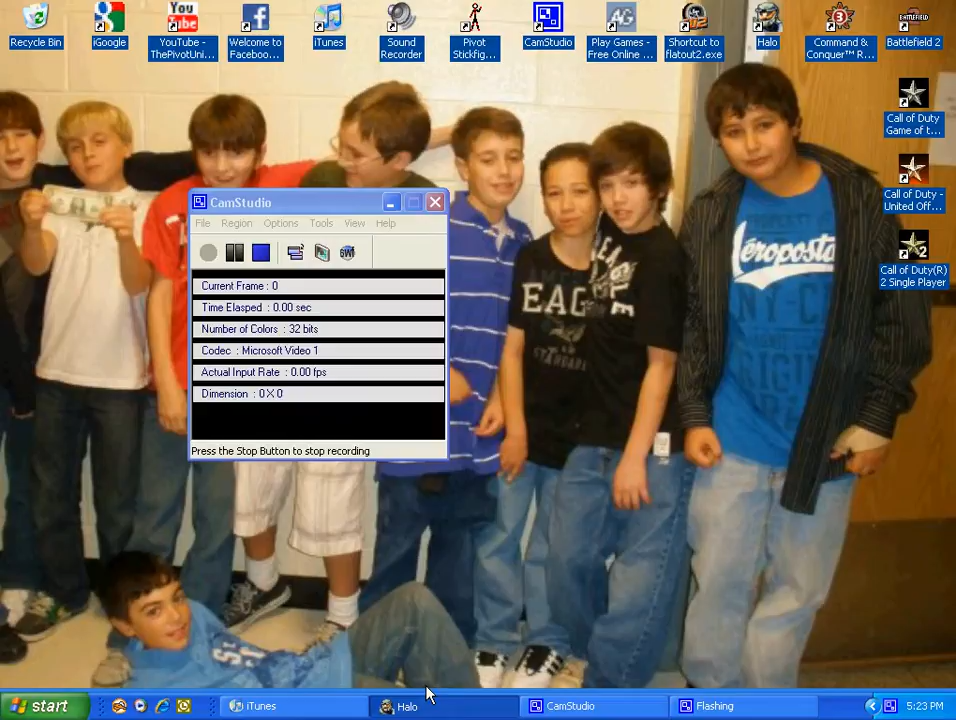 Recycle Bin
iGoogle
YouTube - ThePivotUni...
Welcome to Faceboo...
iTunes
Sound Recorder
Pivot Stickfig...
CamStudio
Play Games - Free Online ...
Shortcut to flatout2.exe
Halo
Command & Conquer™ R...
Battlefield 2
Call of Duty Game of t...
Call of Duty - United Off...
Call of Duty(R) 2 Single Player
CamStudio
File Region Options Tools View Help
Current Frame : 0
Time Elasped : 0.00 sec
Number of Colors : 32 bits
Codec : Microsoft Video 1
Actual Input Rate : 0.00 fps
Dimension : 0 X 0
Press the Stop Button to stop recording
Aéropostale
EAGLE
start
iTunes
Halo
CamStudio
Flashing
5:23 PM